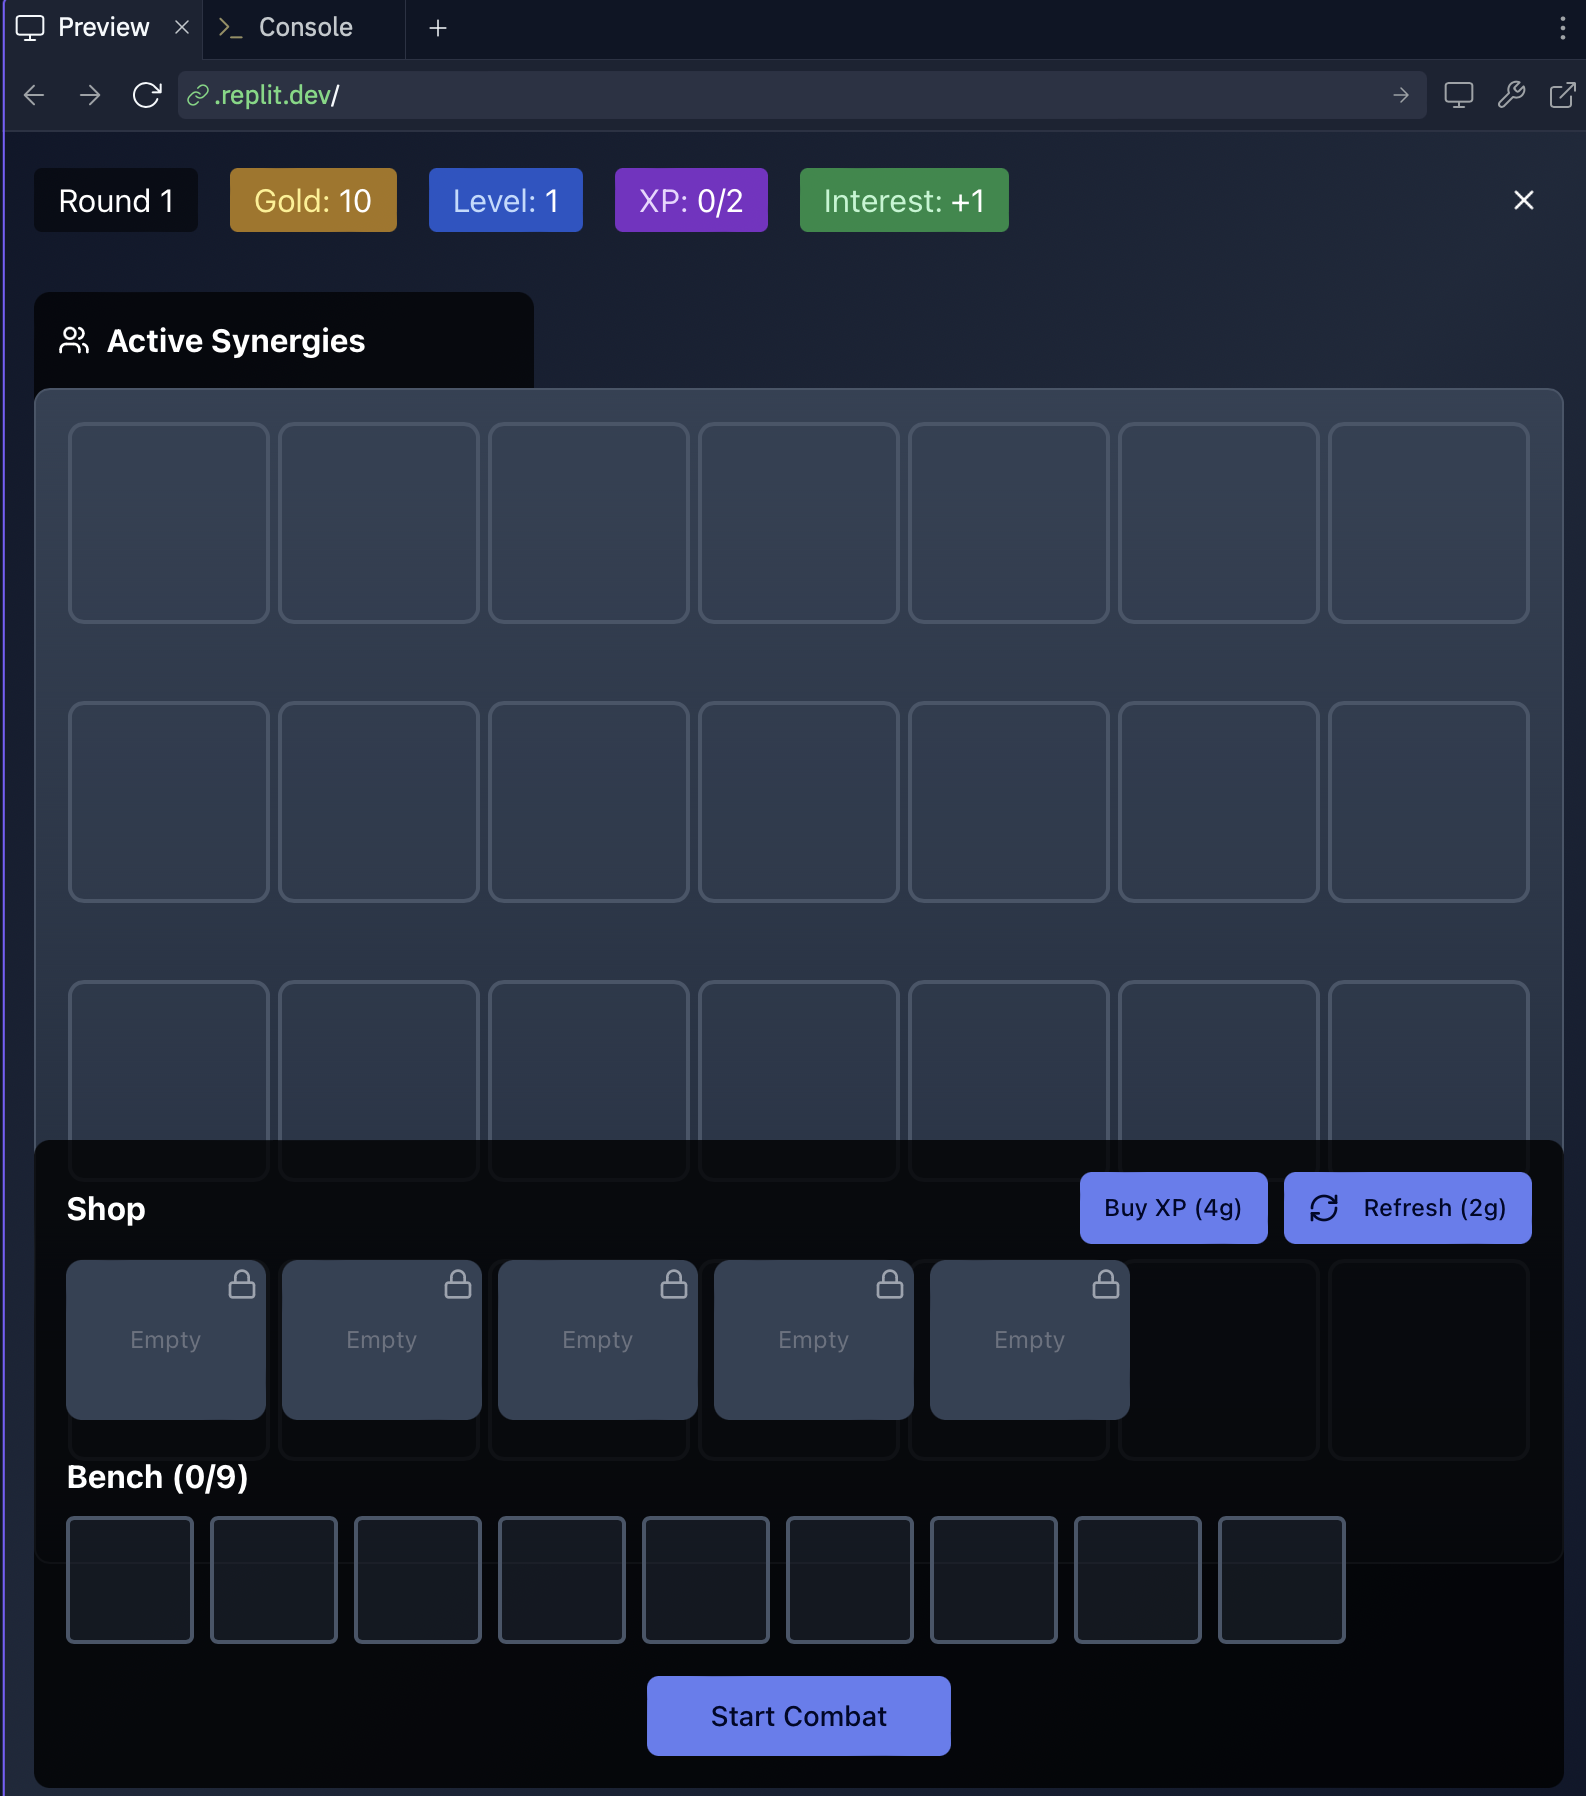 Preview
Console
.replit.dev/
Round 1
Gold: 10
Level: 1
XP: 0/2
Interest: +1
Active Synergies
Shop
Buy XP (4g)
Refresh (2g)
Empty
Empty
Empty
Empty
Empty
Bench (0/9)
Start Combat